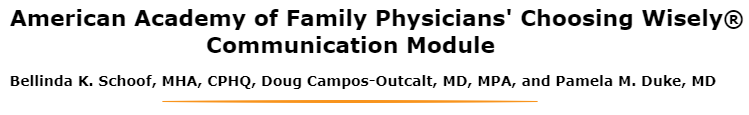 American Academy of Family Physicians' Choosing Wisely®
Communication Module
Bellinda K. Schoof, MHA, CPHQ, Doug Campos-Outcalt, MD, MPA, and Pamela M. Duke, MD